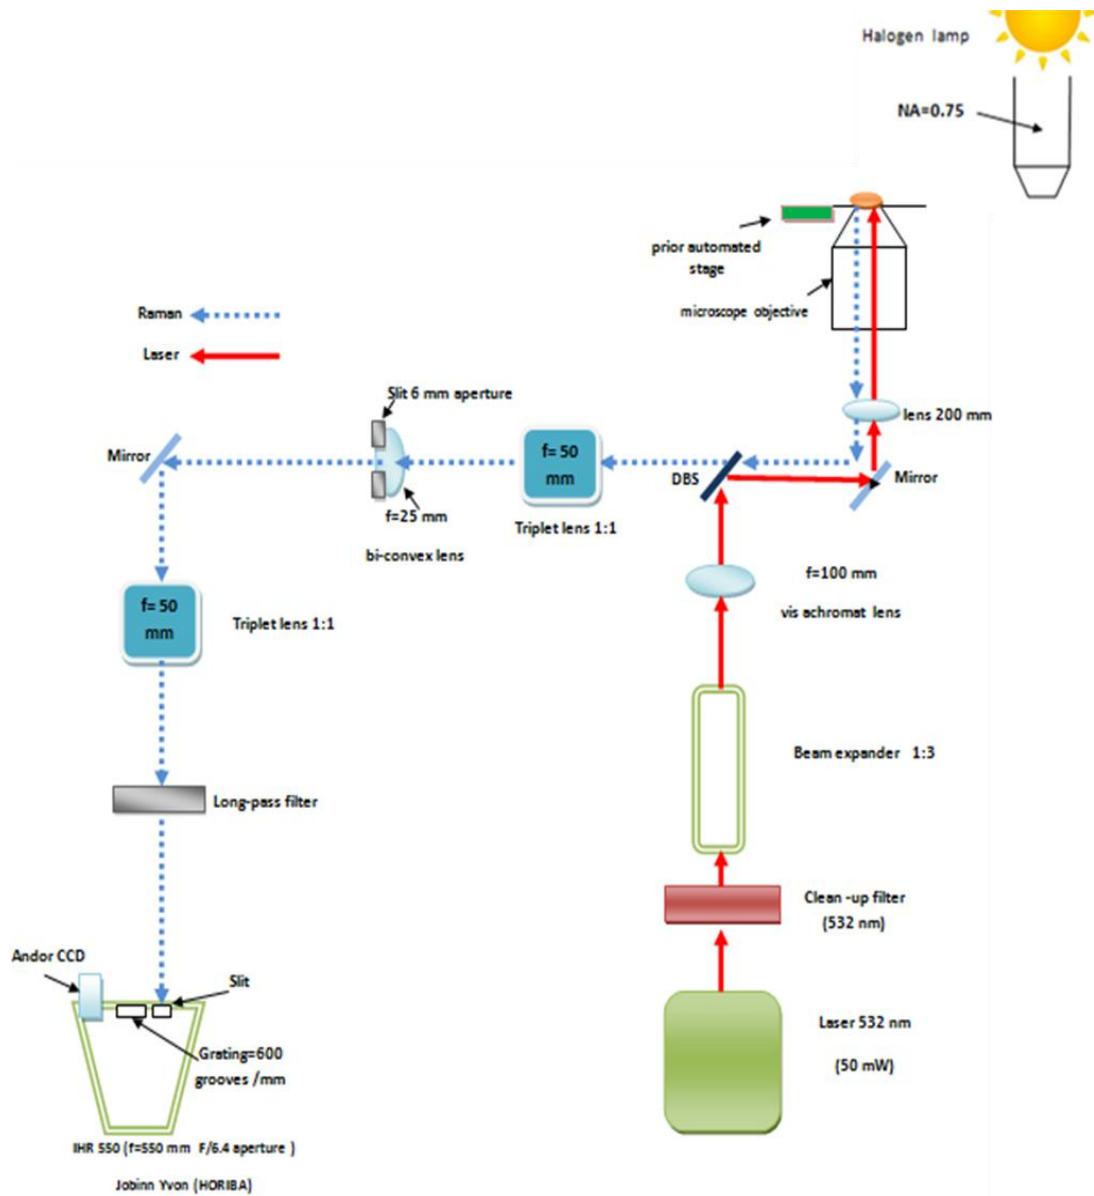 Halogen lamp
NA=0.75
prior automated
stage
microscope objective
Raman
Laser
Slit 6 mm aperture
lens 200 mm
Mirror
f= 50
mm
DBS
Mirror
f=25 mm
Triplet lens 1:1
bi-convex lens
f=100 mm
vis achromat lens
f= 50
mm
Triplet lens 1:1
Beam expander 1:3
Long-pass filter
Clean -up filter
(532 nm)
Andor CCD
Slit
Laser 532 nm
(50 mW)
Grating=600
grooves /mm
IHR 550 (f=550 mm F/6.4 aperture )
Jobinn Yvon (HORIBA)